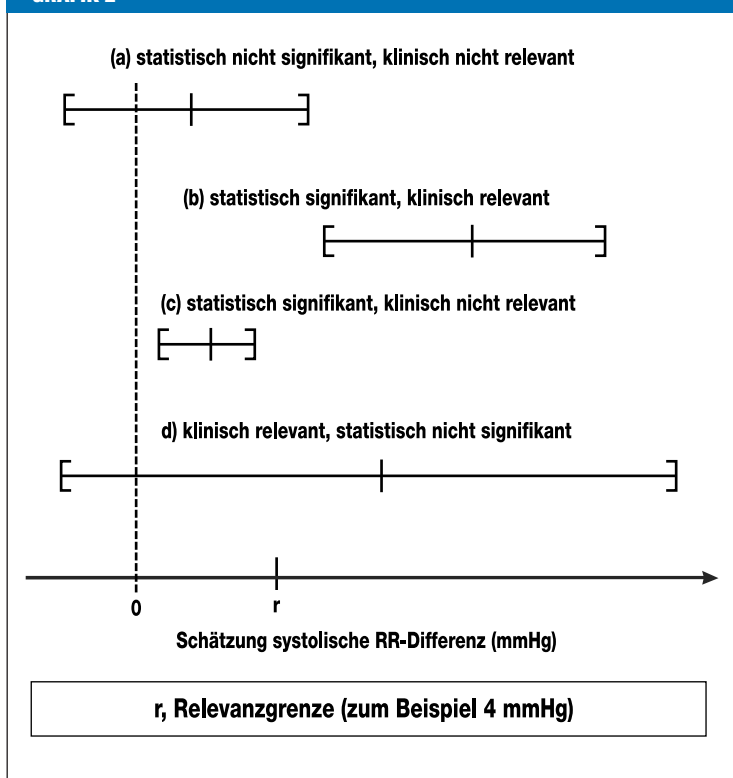 (a) statistisch nicht signifikant, klinisch nicht relevant
(b) statistisch signifikant, klinisch relevant
(c) statistisch signifikant, klinisch nicht relevant
d) klinisch relevant, statistisch nicht signifikant
0
r
Schätzung systolische RR-Differenz (mmHg)
r, Relevanzgrenze (zum Beispiel 4 mmHg)